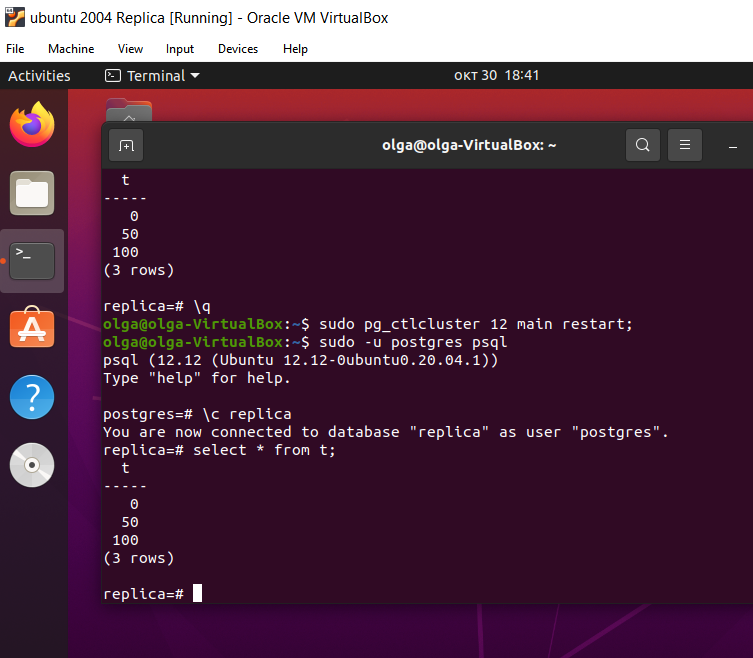 ubuntu 2004 Replica [Running] - Oracle VM VirtualBox
File Machine View Input Devices Help
Activities Terminal окт 30 18:41
olga@olga-VirtualBox: ~
  t
-----
   0
  50
 100
(3 rows)
replica=# \q
olga@olga-VirtualBox:~$ sudo pg_ctlcluster 12 main restart;
olga@olga-VirtualBox:~$ sudo -u postgres psql
psql (12.12 (Ubuntu 12.12-0ubuntu0.20.04.1))
Type "help" for help.
postgres=# \c replica
You are now connected to database "replica" as user "postgres".
replica=# select * from t;
  t
-----
   0
  50
 100
(3 rows)
replica=#